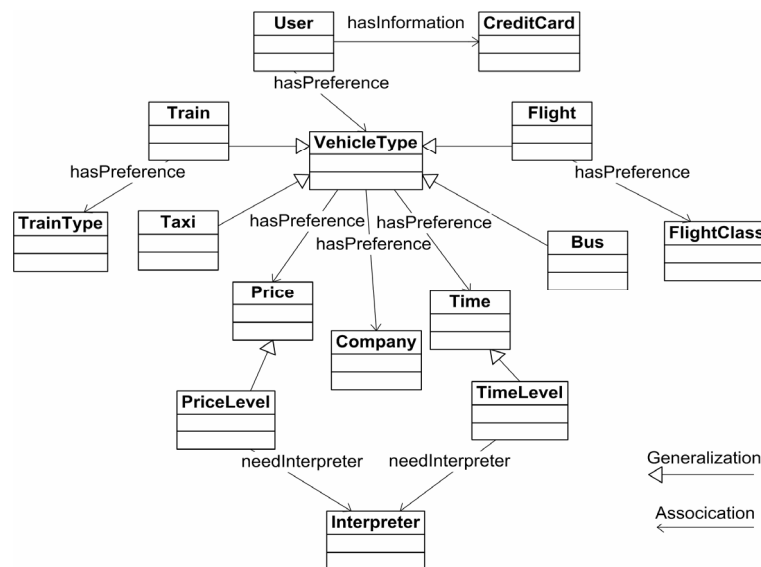 User
hasInformation
CreditCard
hasPreference
Train
Flight
VehicleType
hasPreference
hasPreference
TrainType
Taxi
hasPreference
hasPreference
hasPreference
Bus
FlightClass
Price
Time
Company
PriceLevel
TimeLevel
needInterpreter
needInterpreter
Generalization
Interpreter
Assocication